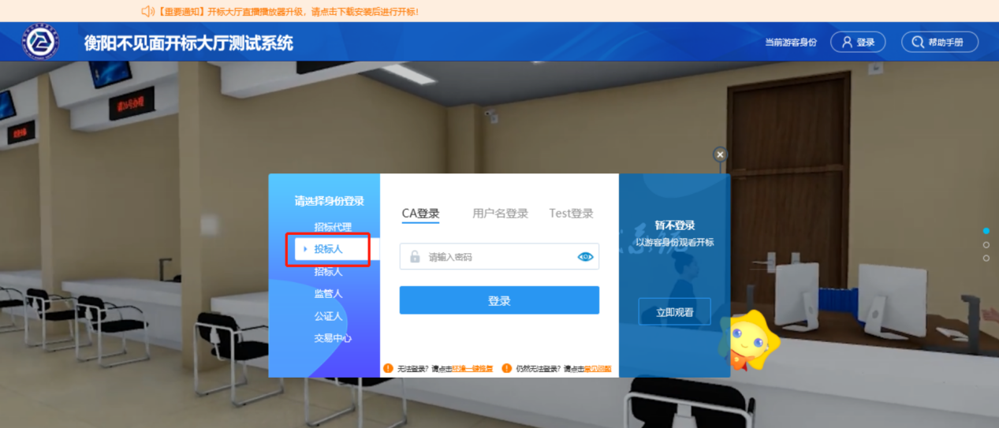 【重要通知】开标大厅直播播放器升级，请点击下载安装后进行开标！
衡阳不见面开标大厅测试系统
当前游客身份
登录
帮助手册
请选择身份登录
招标代理
投标人
招标人
监管人
公证人
交易中心
CA登录
用户名登录
Test登录
请输入密码
登录
无法登录？请点击环境一键恢复
仍然无法登录？请点击常见问题
暂不登录
以游客身份观看开标
立即观看